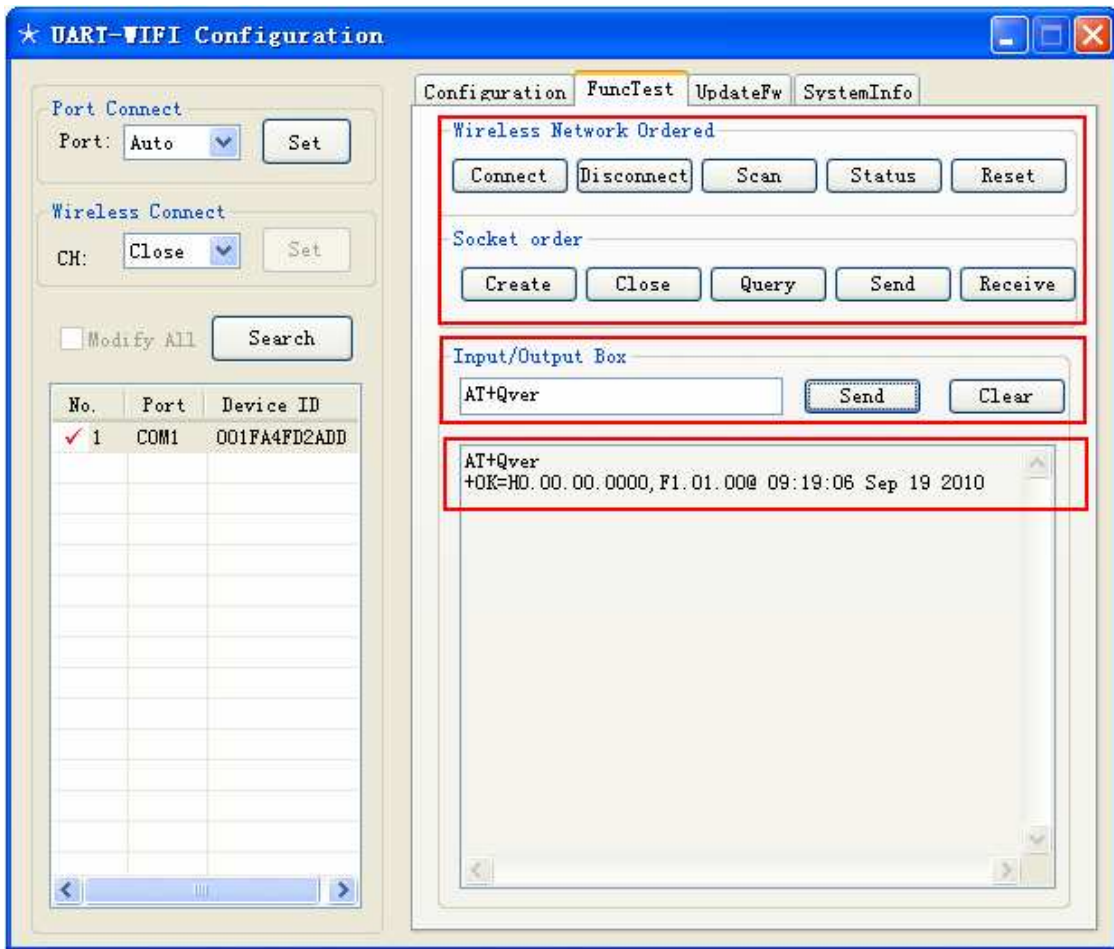 UART-WIFI Configuration
Port Connect
Port: Auto Set
Wireless Connect
CH: Close Set
Modify All Search
No. Port Device ID
1 COM1 001FA4FD2ADD
Configuration FuncTest UpdateFw SystemInfo
Wireless Network Ordered
Connect Disconnect Scan Status Reset
Socket order
Create Close Query Send Receive
Input/Output Box
AT+Qver Send Clear
AT+Qver
+OK=H0.00.00.0000,F1.01.00@ 09:19:06 Sep 19 2010